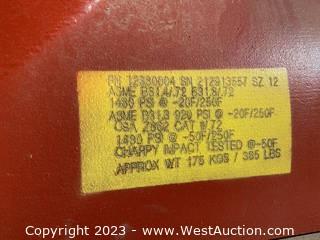 PN 12330804 SN 212913557 SZ 12
ASME B31.4/.72 B31.8/.72
1480 PSI @ -20F/250F
ASME B31.3 920 PSI @ -20F/250F
CSA Z662 CAT II/72
1430 PSI @ -50F/250F
CHARPY IMPACT TESTED @-50F
APPROX WT 175 KGS / 385 LBS
Copyright © 2023 - www.WestAuction.com